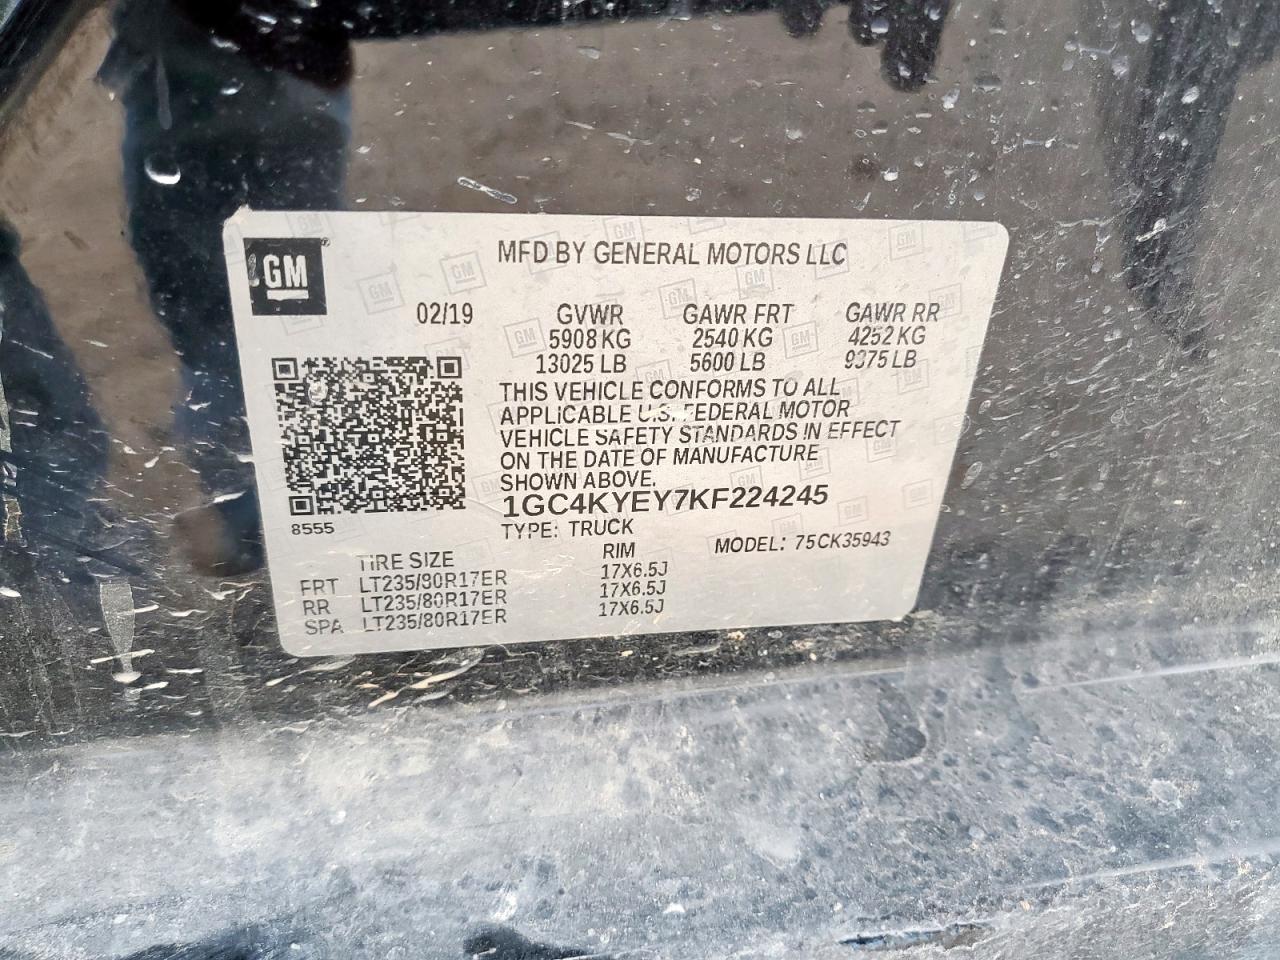 GM
MFD BY GENERAL MOTORS LLC
02/19 GVWR GAWR FRT GAWR RR
5908 KG 2540 KG 4252 KG
13025 LB 5600 LB 9375 LB
THIS VEHICLE CONFORMS TO ALL
APPLICABLE U.S. FEDERAL MOTOR
VEHICLE SAFETY STANDARDS IN EFFECT
ON THE DATE OF MANUFACTURE
SHOWN ABOVE.
1GC4KYEY7KF224245
8555
TYPE: TRUCK
MODEL: 75CK35943
TIRE SIZE RIM
FRT LT235/80R17ER 17X6.5J
RR LT235/80R17ER 17X6.5J
SPA LT235/80R17ER 17X6.5J